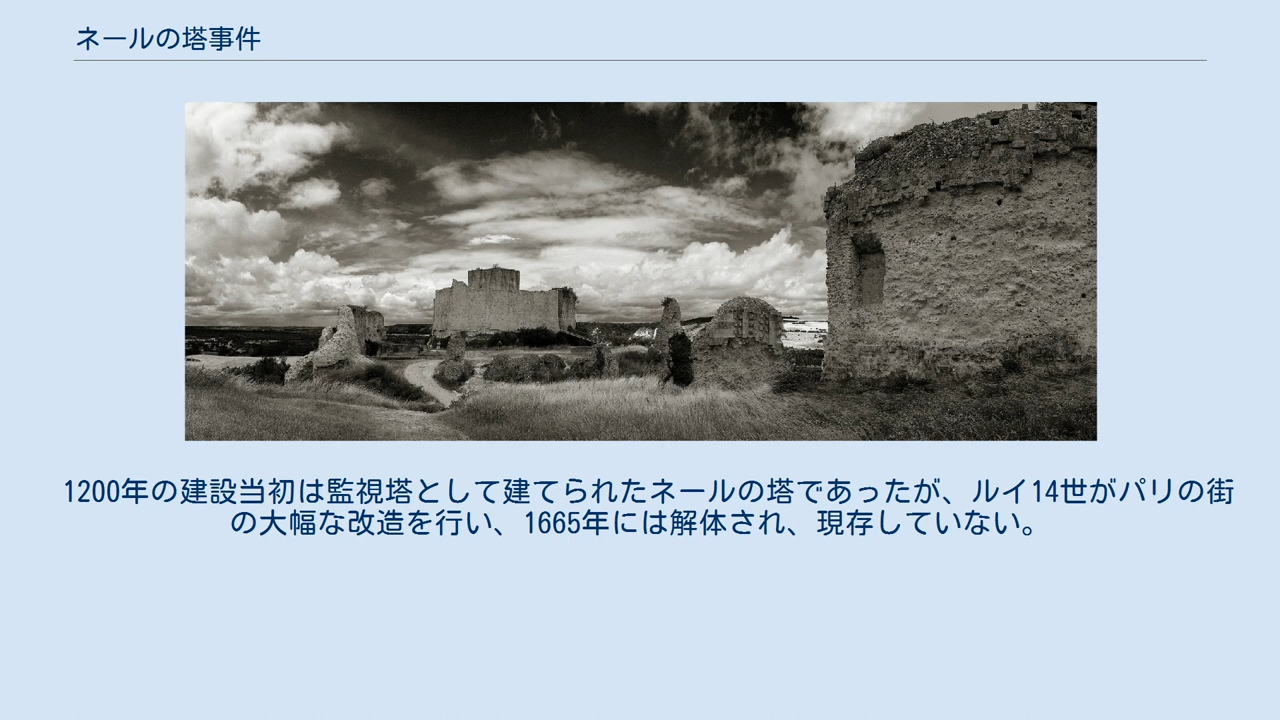 ネールの塔事件
1200年の建設当初は監視塔として建てられたネールの塔であったが、ルイ14世がパリの街
の大幅な改造を行い、1665年には解体され、現存していない。